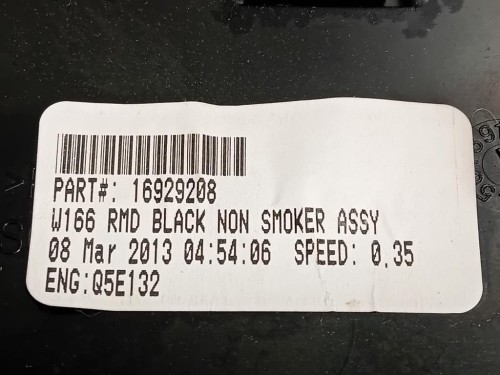 PART#: 16929208
W166 RMD BLACK NON SMOKER ASSY
08 Mar 2013 04:54:06 SPEED: 0.35
ENG:Q5E132